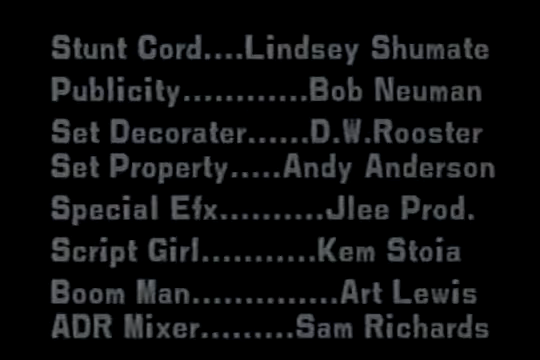 Stunt Cord....Lindsey Shumate
Publicity............Bob Neuman
Set Decorater......D.W.Rooster
Set Property.....Andy Anderson
Special Efx..........Jlee Prod.
Script Girl...........Kem Stoia
Boom Man..............Art Lewis
ADR Mixer.........Sam Richards